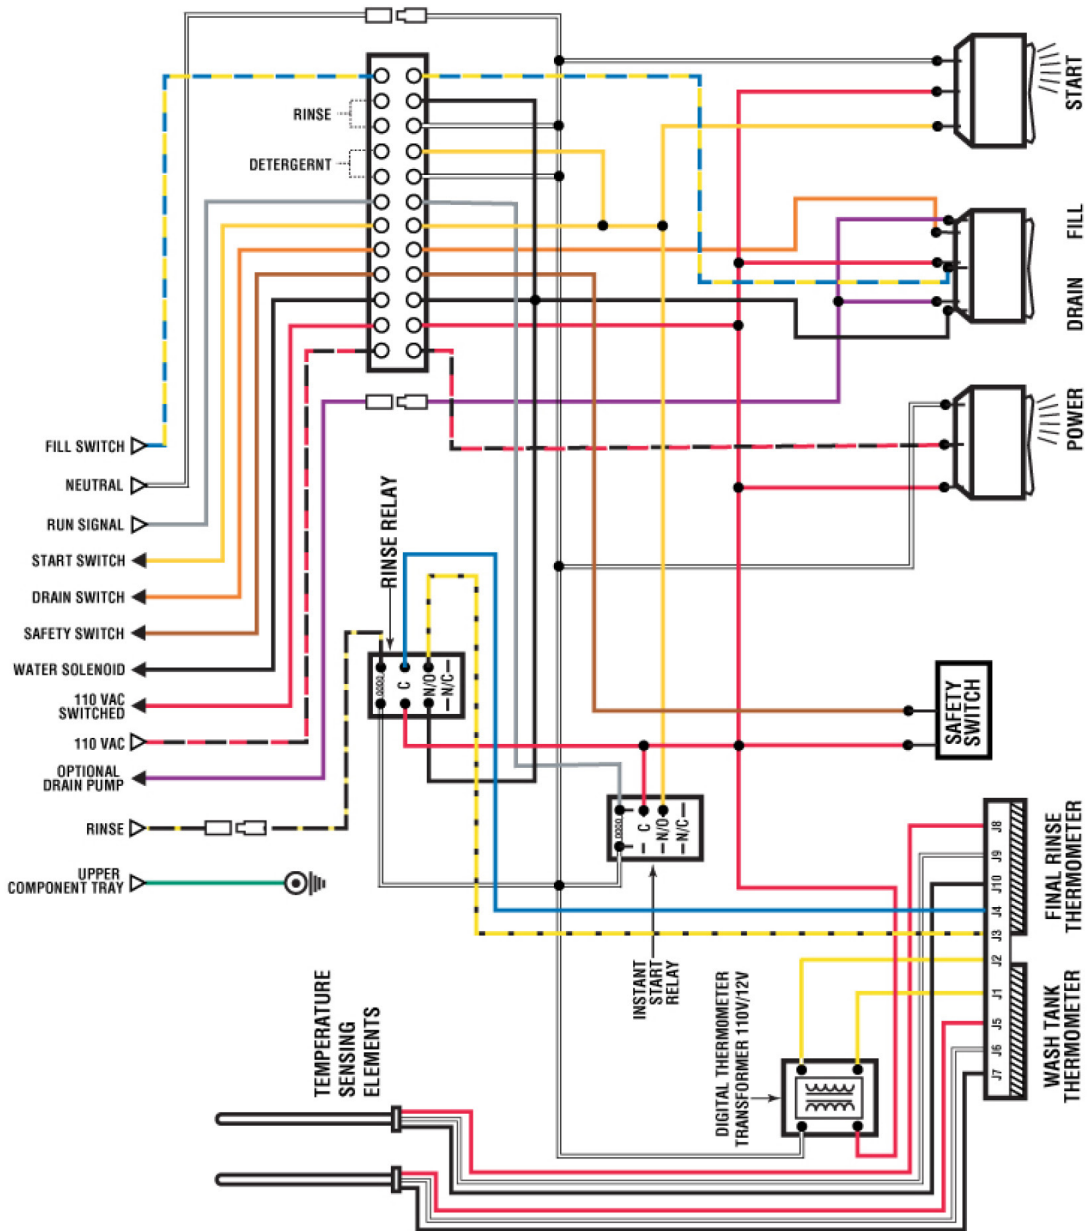 START
RINSE
DETERGERNT
FILL
DRAIN
POWER
FILL SWITCH
NEUTRAL
RUN SIGNAL
START SWITCH
DRAIN SWITCH
SAFETY SWITCH
WATER SOLENOID
110 VAC
SWITCHED
110 VAC
OPTIONAL
DRAIN PUMP
RINSE
UPPER
COMPONENT TRAY
RINSE RELAY
C
N/O
N/C
SAFETY
SWITCH
C
N/O
N/C
INSTANT
START
RELAY
J8
J9
J10
J4
J3
J2
J1
J5
J6
J7
FINAL RINSE
THERMOMETER
WASH TANK
THERMOMETER
TEMPERATURE
SENSING
ELEMENTS
DIGITAL THERMOMETER
TRANSFORMER 110V/12V